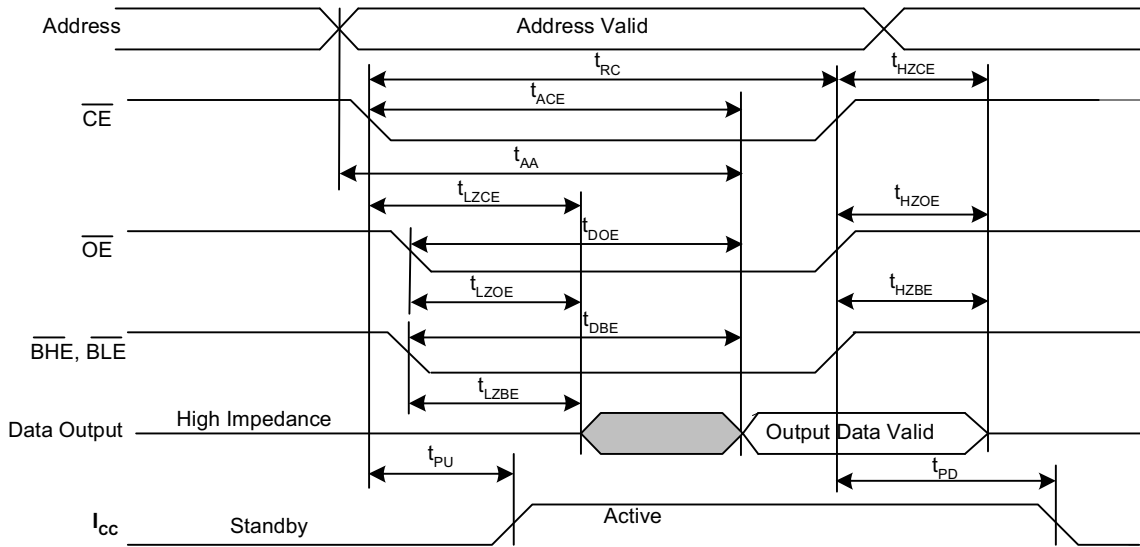 Address
Address Valid
tRC
tHZCE
tACE
CE
tAA
tLZCE
tHZOE
OE
tDOE
tLZOE
tHZBE
tDBE
BHE, BLE
tLZBE
Data Output
High Impedance
Output Data Valid
tPU
tPD
ICC
Standby
Active